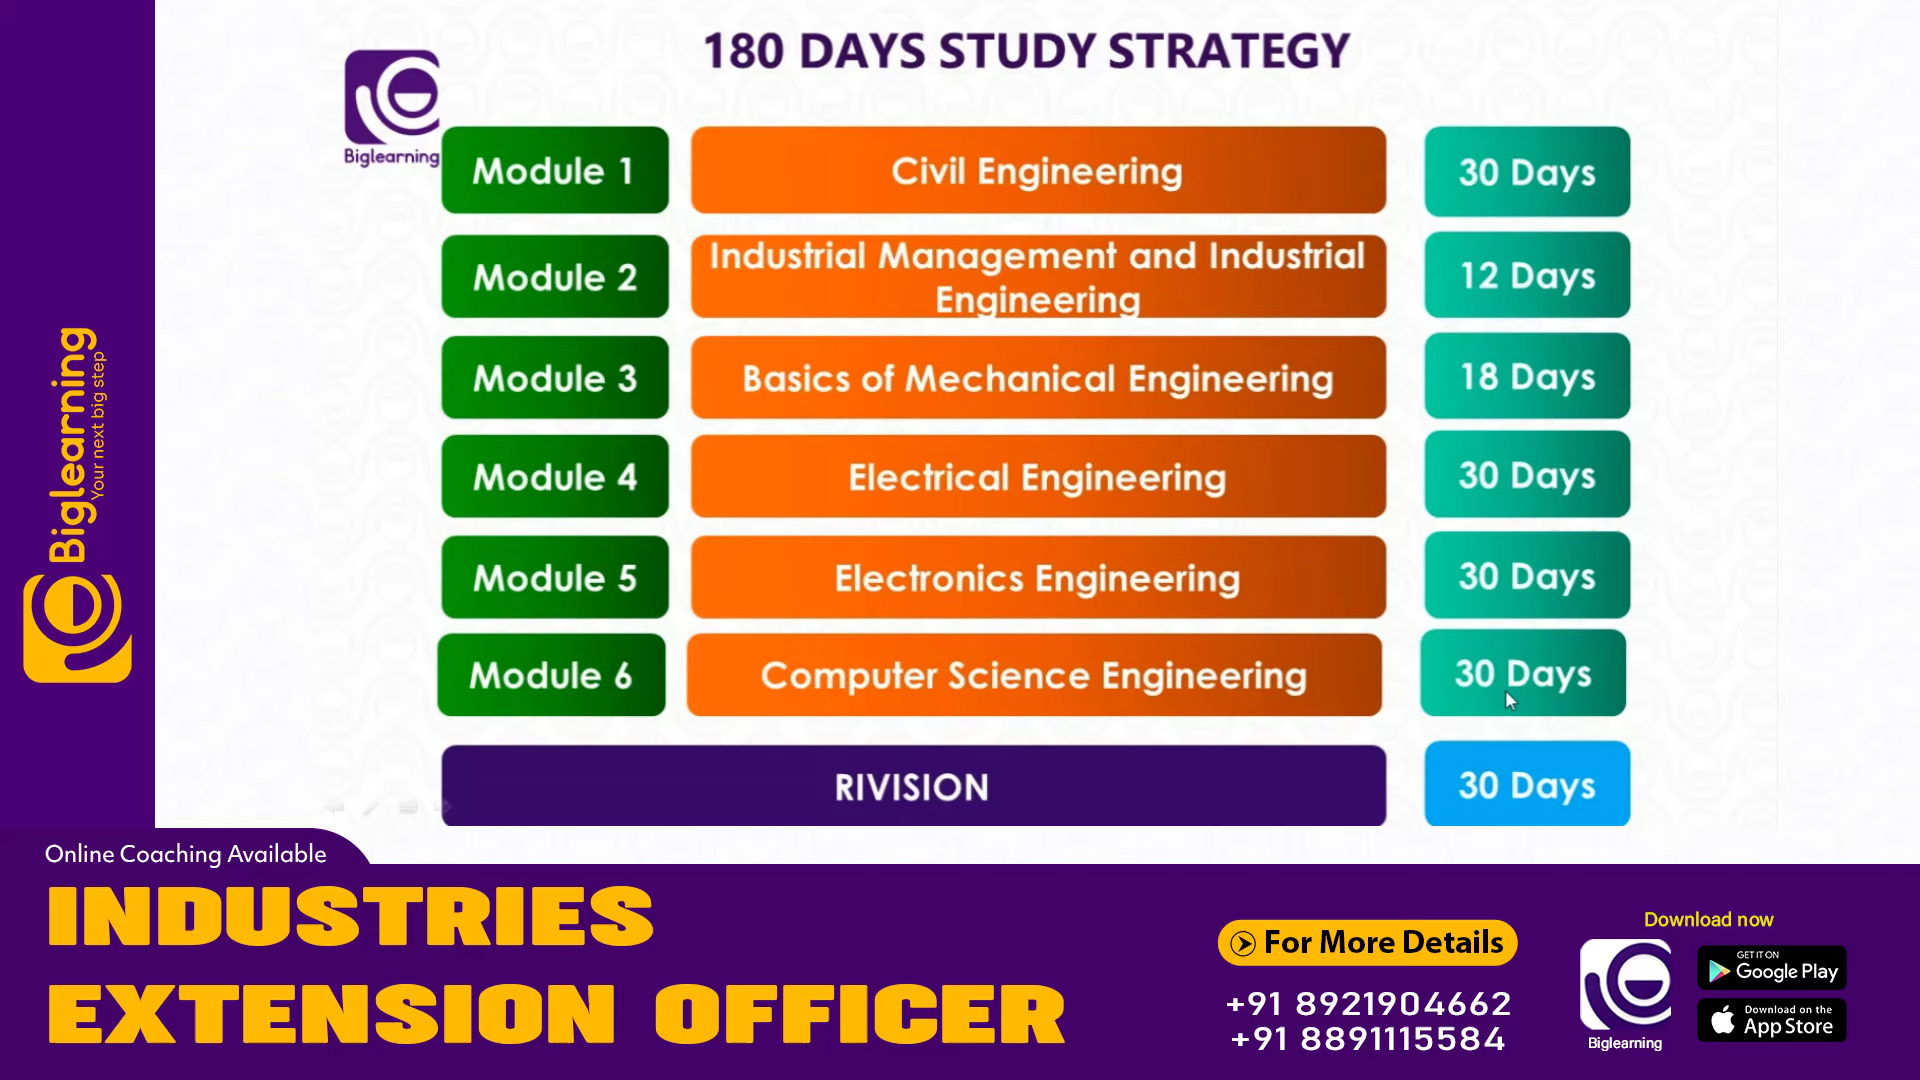 180 DAYS STUDY STRATEGY
Biglearning
Module 1
Civil Engineering
30 Days
Module 2
Industrial Management and Industrial
Engineering
12 Days
Module 3
Basics of Mechanical Engineering
18 Days
Module 4
Electrical Engineering
30 Days
Module 5
Electronics Engineering
30 Days
Module 6
Computer Science Engineering
30 Days
RIVISION
30 Days
Biglearning
Your next big step
Online Coaching Available
INDUSTRIES
EXTENSION OFFICER
For More Details
+91 8921904662
+91 8891115584
Download now
Biglearning
GET IT ON
Google Play
Download on the
App Store